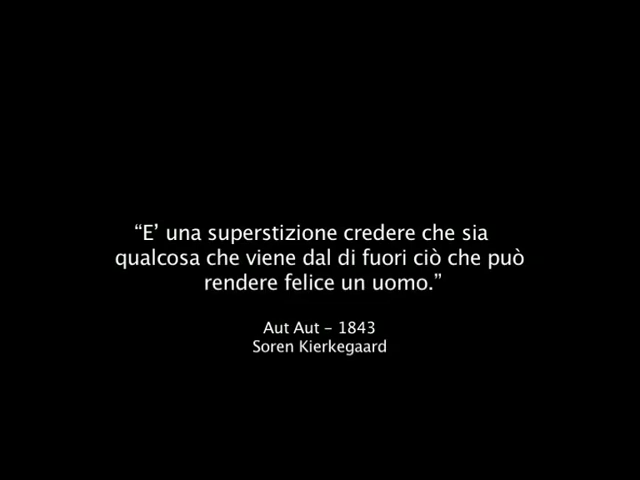 “E’ una superstizione credere che sia
qualcosa che viene dal di fuori ciò che può
rendere felice un uomo.”
Aut Aut – 1843
Soren Kierkegaard